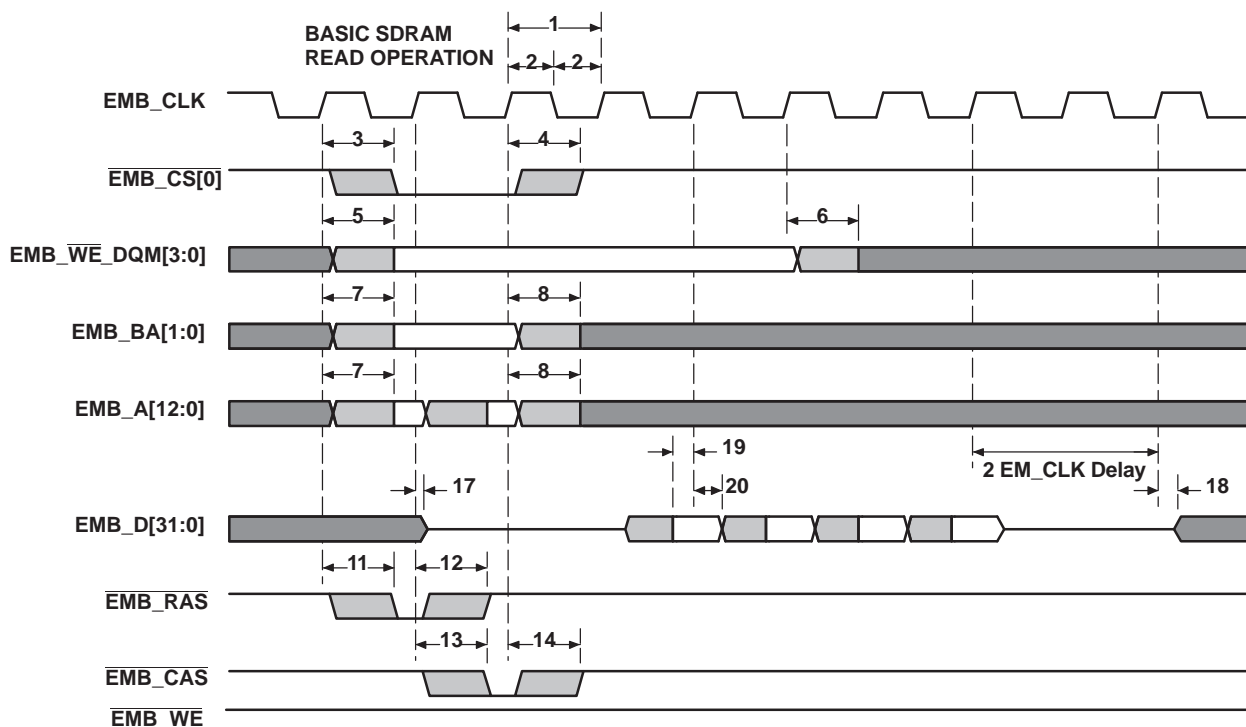 BASIC SDRAM
READ OPERATION
1
2 2
EMB_CLK
3 4
EMB_CS[0]
5 6
EMB_WE_DQM[3:0]
7 8
EMB_BA[1:0]
7 8
EMB_A[12:0]
19
2 EM_CLK Delay
17 20 18
EMB_D[31:0]
11 12
EMB_RAS
13 14
EMB_CAS
EMB_WE